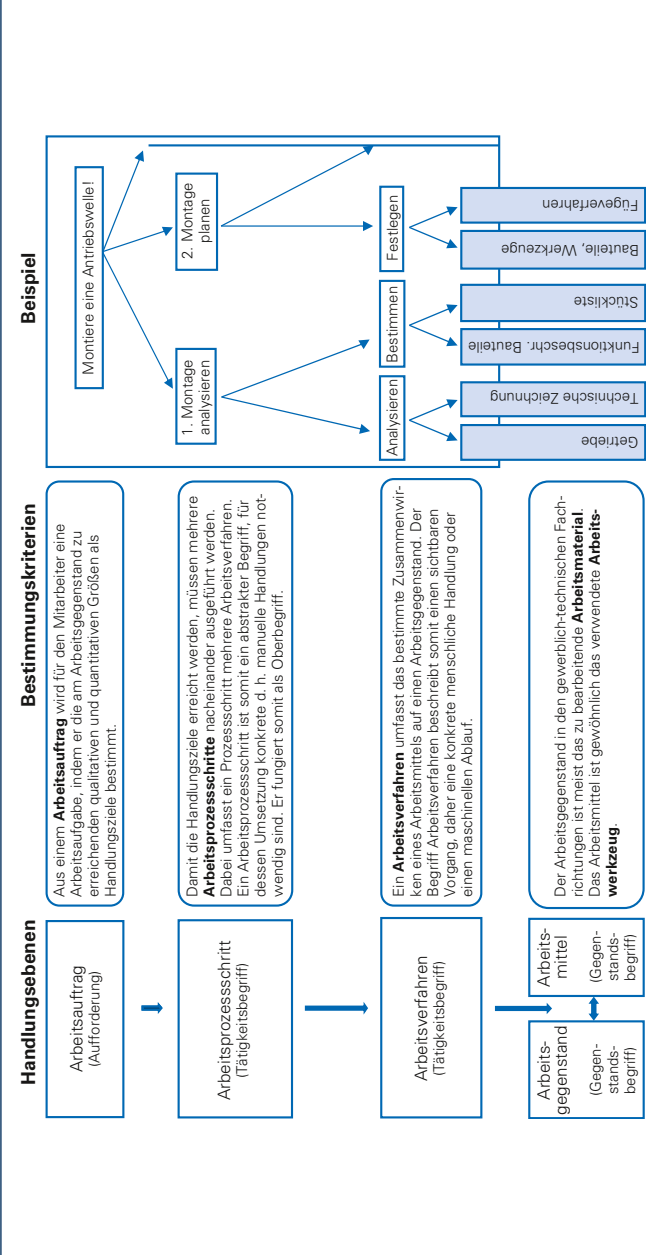 Handlungsebenen
Bestimmungskriterien
Beispiel
Arbeitsauftrag
(Aufforderung)
Aus einem Arbeitsauftrag wird für den Mitarbeiter eine
Arbeitsaufgabe, indem er die am Arbeitsgegenstand zu
erreichenden qualitativen und quantitativen Größen als
Handlungsziele bestimmt.
Montiere eine Antriebswelle!
Arbeitsprozessschritt
(Tätigkeitsbegriff)
Damit die Handlungsziele erreicht werden, müssen mehrere
Arbeitsprozessschritte nacheinander ausgeführt werden.
Dabei umfasst ein Prozessschritt mehrere Arbeitsverfahren.
Ein Arbeitsprozessschritt ist somit ein abstrakter Begriff, für
dessen Umsetzung konkrete d. h. manuelle Handlungen not-
wendig sind. Er fungiert somit als Oberbegriff.
1. Montage
analysieren
2. Montage
planen
Arbeitsverfahren
(Tätigkeitsbegriff)
Ein Arbeitsverfahren umfasst das bestimmte Zusammenwir-
ken eines Arbeitsmittels auf einen Arbeitsgegenstand. Der
Begriff Arbeitsverfahren beschreibt somit einen sichtbaren
Vorgang, daher eine konkrete menschliche Handlung oder
einen maschinellen Ablauf.
Analysieren
Bestimmen
Festlegen
Arbeits-
gegenstand
(Gegen-
stands-
begriff)
Arbeits-
mittel
(Gegen-
stands-
begriff)
Der Arbeitsgegenstand in den gewerblich-technischen Fach-
richtungen ist meist das zu bearbeitende Arbeitsmaterial.
Das Arbeitsmittel ist gewöhnlich das verwendete Arbeits-
werkzeug.
Getriebe
Technische Zeichnung
Funktionsbeschr. Bauteile
Stückliste
Bauteile, Werkzeuge
Fügeverfahren